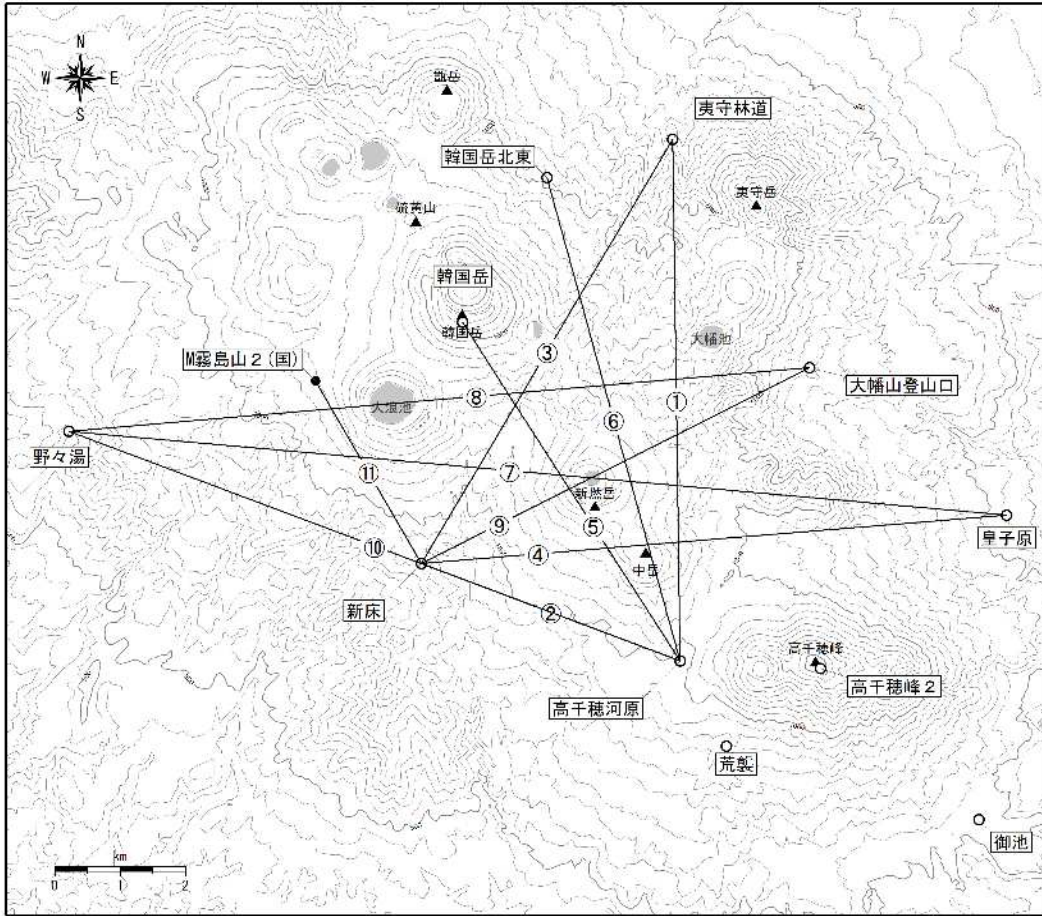 N
W E
S
甑岳
夷守林道
韓国岳北東
夷守岳
硫黄山
韓国岳
韓国岳
③
大幡池
M霧島山2(国)
大幡山登山口
⑧
①
大浪池
⑥
野々湯
⑪
⑦
新燃岳
⑨
⑤
皇子原
⑩
④
中岳
新床
②
高千穂峰
高千穂峰2
高千穂河原
荒襲
御池
km
0 1 2